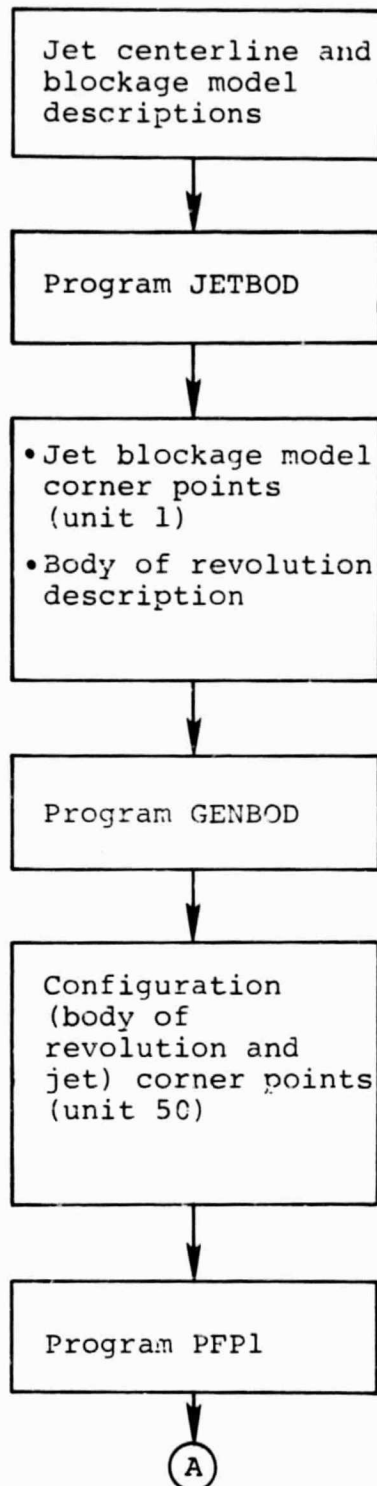 Jet centerline and
blockage model
descriptions
Program JETBOD
• Jet blockage model
corner points
(unit 1)
• Body of revolution
description
Program GENBOD
Configuration
(body of
revolution and
jet) corner points
(unit 50)
Program PFP1
A